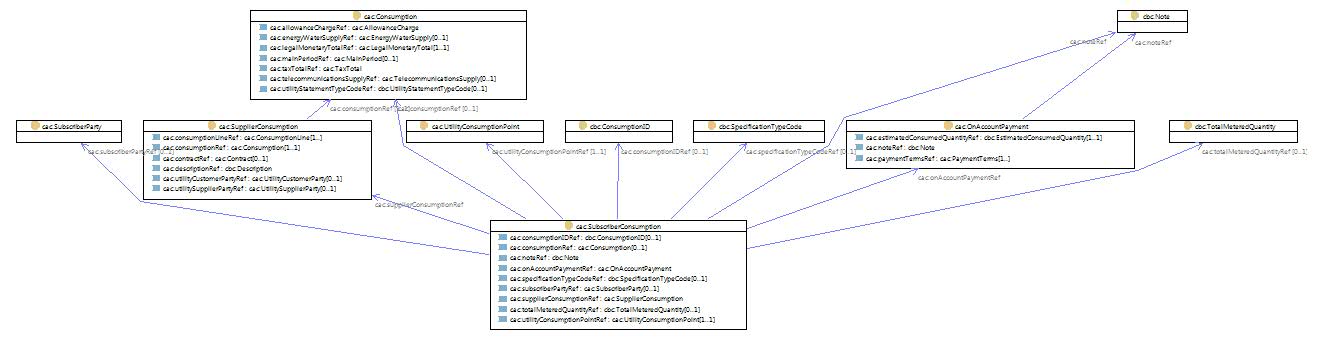 cac:Consumption
cac:allowanceChargeRef : cac:AllowanceCharge
cac:energyWaterSupplyRef : cac:EnergyWaterSupply[0..1]
cac:legalMonetaryTotalRef : cac:LegalMonetaryTotal[1..1]
cac:mainPeriodRef : cac:MainPeriod[0..1]
cac:taxTotalRef : cac:TaxTotal
cac:telecommunicationsSupplyRef : cac:TelecommunicationsSupply[0..1]
cac:utilityStatementTypeCodeRef : cbc:UtilityStatementTypeCode[0..1]
cbc:Note
cac:noteRef
cac:noteRef
cac:consumptionRef
cac:consumptionRef [0..1]
cac:SubscriberParty
cac:subscriberPartyRef [0..1]
cac:SupplierConsumption
cac:consumptionLineRef : cac:ConsumptionLine[1..]
cac:consumptionRef : cac:Consumption[1..1]
cac:contractRef : cac:Contract[0..1]
cac:descriptionRef : cbc:Description
cac:utilityCustomerPartyRef : cac:UtilityCustomerParty[0..1]
cac:utilitySupplierPartyRef : cac:UtilitySupplierParty[0..1]
cac:UtilityConsumptionPoint
cac:utilityConsumptionPointRef [1..1]
cbc:ConsumptionID
cac:consumptionIDRef [0..1]
cbc:SpecificationTypeCode
cac:specificationTypeCodeRef [0..1]
cac:OnAccountPayment
cac:estimatedConsumedQuantityRef : cbc:EstimatedConsumedQuantity[1..1]
cac:noteRef : cbc:Note
cac:paymentTermsRef : cac:PaymentTerms[1..]
cac:onAccountPaymentRef
cbc:TotalMeteredQuantity
cac:totalMeteredQuantityRef [0..1]
cac:supplierConsumptionRef
cac:SubscriberConsumption
cac:consumptionIDRef : cbc:ConsumptionID[0..1]
cac:consumptionRef : cac:Consumption[0..1]
cac:noteRef : cbc:Note
cac:onAccountPaymentRef : cac:OnAccountPayment
cac:specificationTypeCodeRef : cbc:SpecificationTypeCode[0..1]
cac:subscriberPartyRef : cac:SubscriberParty[0..1]
cac:supplierConsumptionRef : cac:SupplierConsumption
cac:totalMeteredQuantityRef : cbc:TotalMeteredQuantity[0..1]
cac:utilityConsumptionPointRef : cac:UtilityConsumptionPoint[1..1]